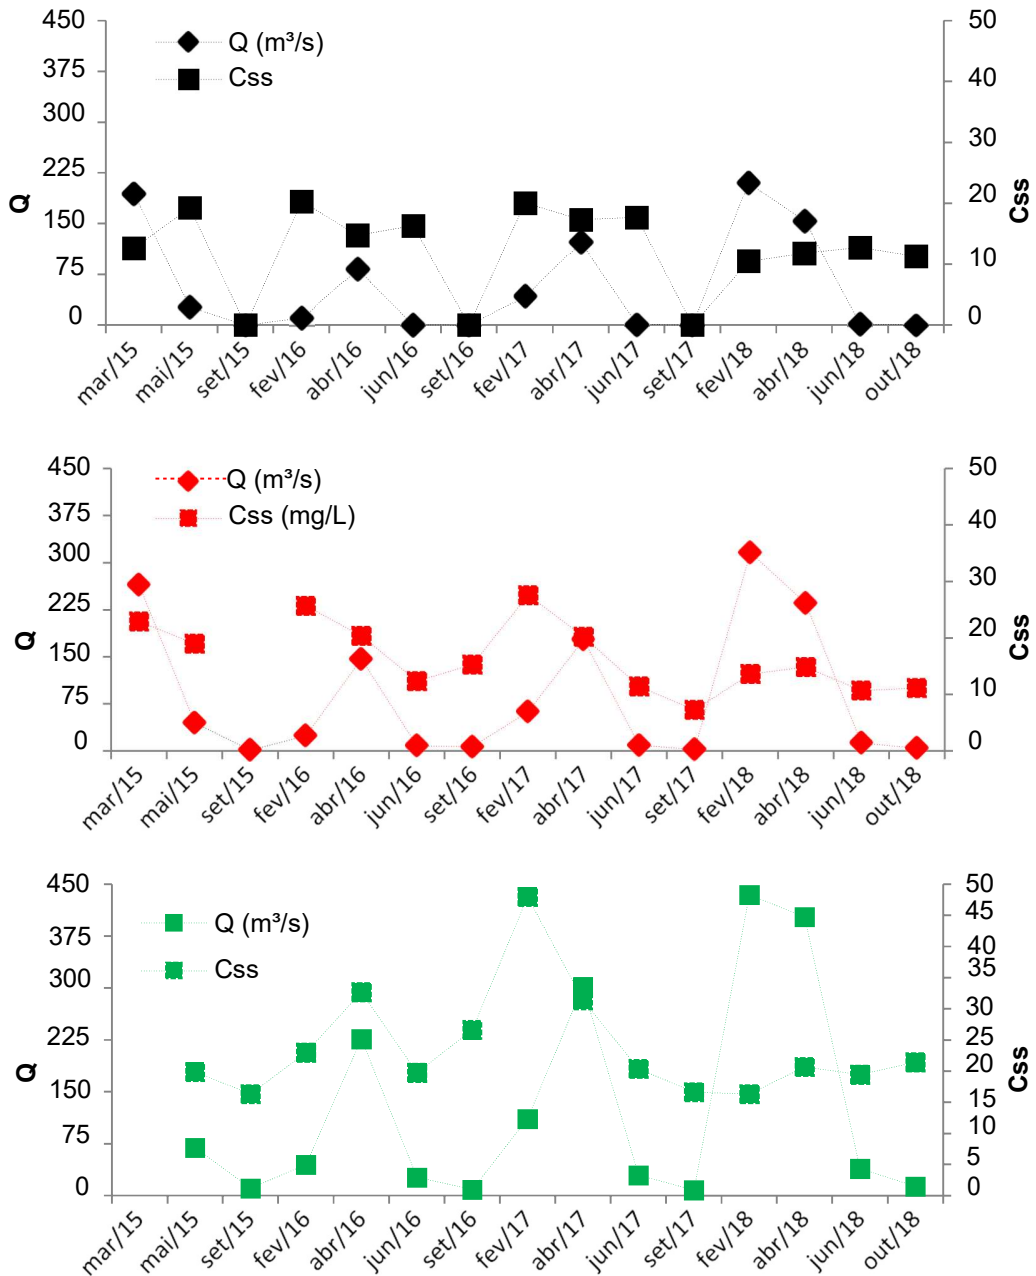 450
375
300
225
150
75
0
Q
Q (m³/s)
Css
50
40
30
20
10
0
Css
mar/15 mai/15 set/15 fev/16 abr/16 jun/16 set/16 fev/17 abr/17 jun/17 set/17 fev/18 abr/18 jun/18 out/18
450
375
300
225
150
75
0
Q
Q (m³/s)
Css (mg/L)
50
40
30
20
10
0
Css
mar/15 mai/15 set/15 fev/16 abr/16 jun/16 set/16 fev/17 abr/17 jun/17 set/17 fev/18 abr/18 jun/18 out/18
450
375
300
225
150
75
0
Q
Q (m³/s)
Css
50
45
40
35
30
25
20
15
10
5
0
Css
mar/15 mai/15 set/15 fev/16 abr/16 jun/16 set/16 fev/17 abr/17 jun/17 set/17 fev/18 abr/18 jun/18 out/18